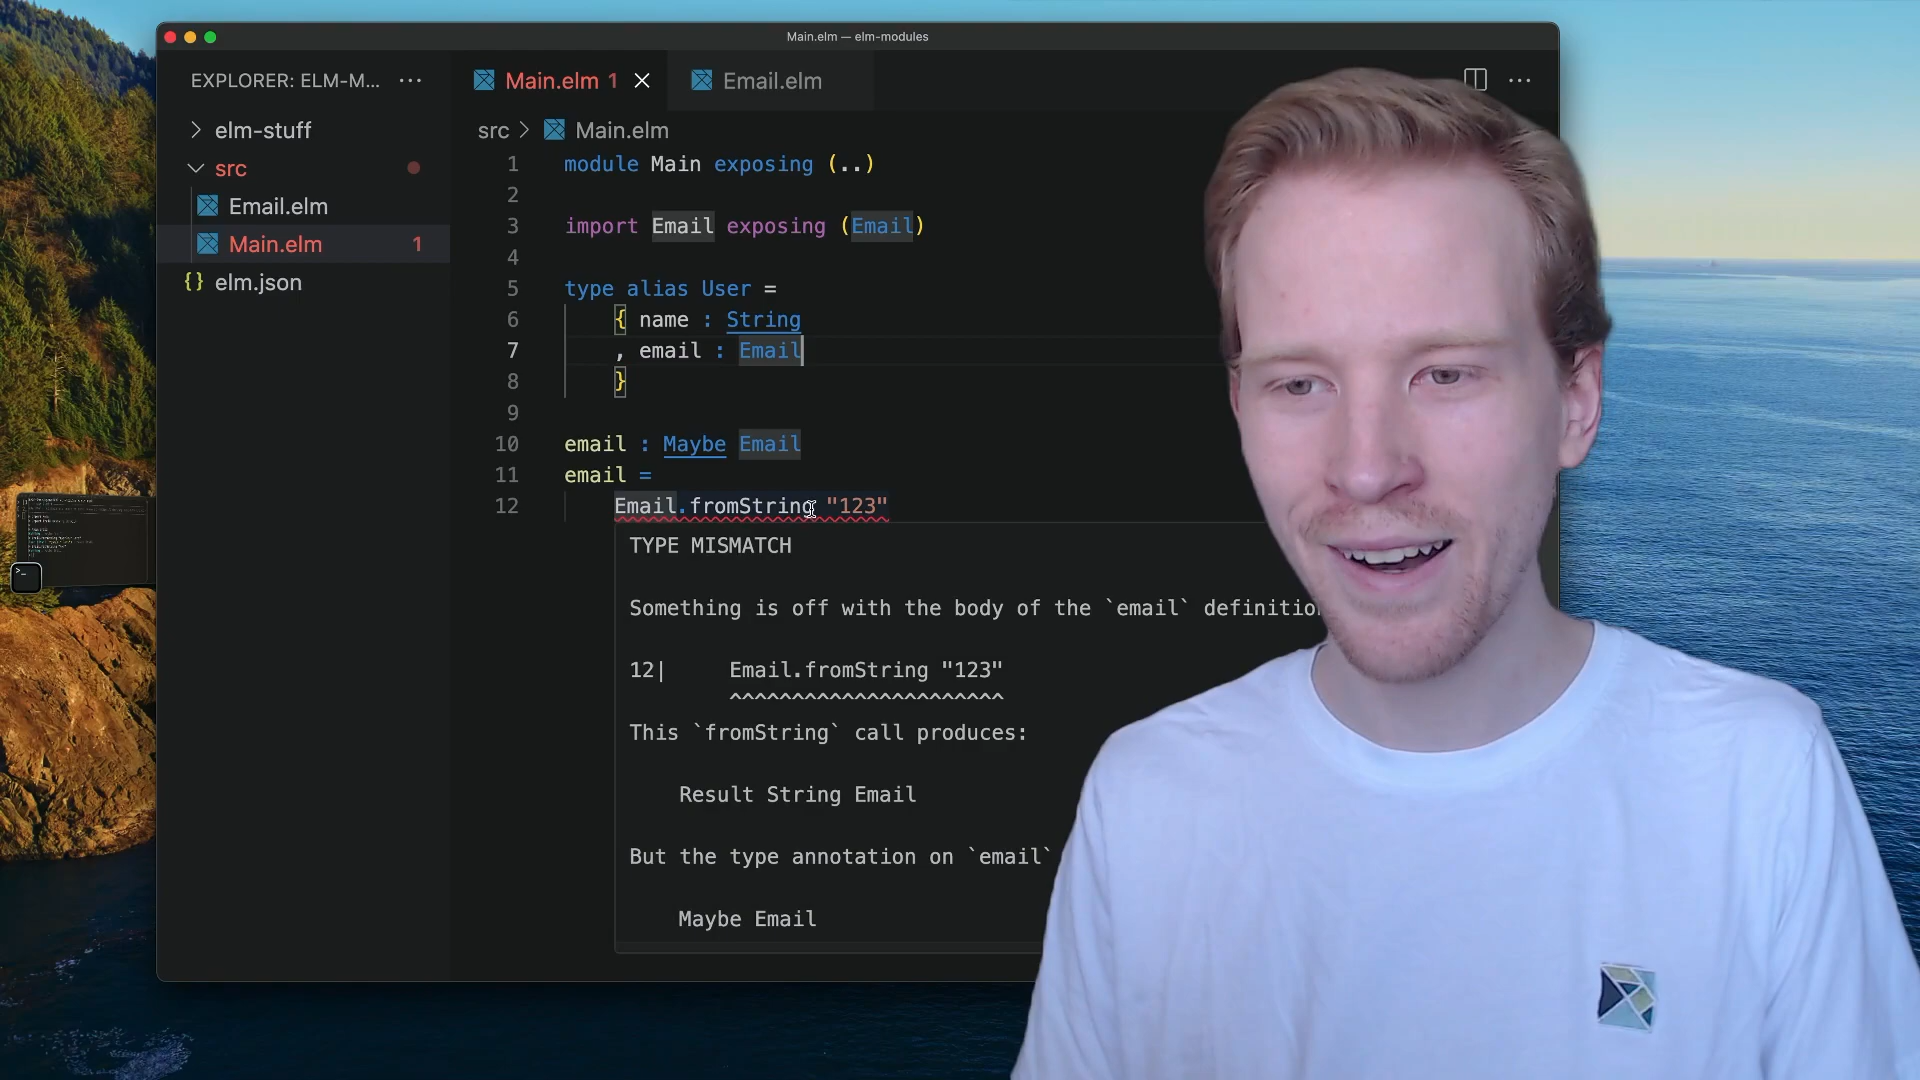 Main.elm — elm-modules
EXPLORER: ELM-M...
Main.elm 1
Email.elm
elm-stuff
src
Email.elm
Main.elm 1
elm.json
src > Main.elm
1 module Main exposing (..)
2
3 import Email exposing (Email)
4
5 type alias User =
6 { name : String
7 , email : Email
8 }
9
10 email : Maybe Email
11 email =
12 Email.fromString "123"
TYPE MISMATCH
Something is off with the body of the `email`
12| Email.fromString "123"
^^^^^^^^^^^^^^^^^^^^^^
This `fromString` call produces:
Result String Email
But the type annotation on `email`
Maybe Email